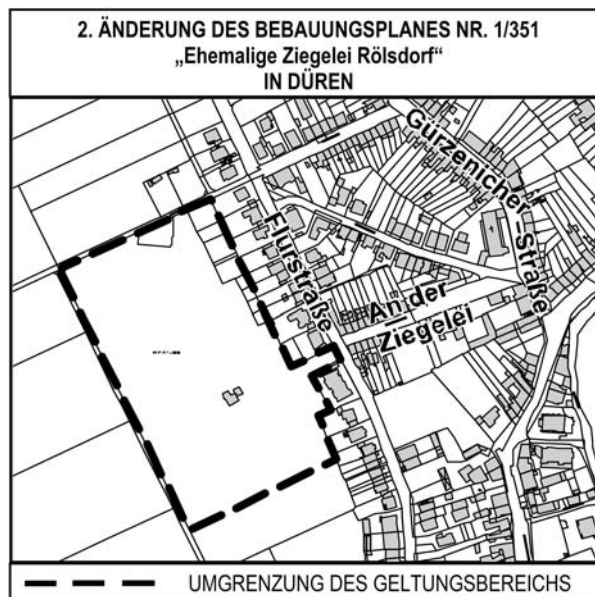 2. ÄNDERUNG DES BEBAUUNGSPLANES NR. 1/351
„Ehemalige Ziegelei Rölsdorf“
IN DÜREN
Gürzenicher -Straße
Flurstraße
An der
Ziegelei
UMGRENZUNG DES GELTUNGSBEREICHS